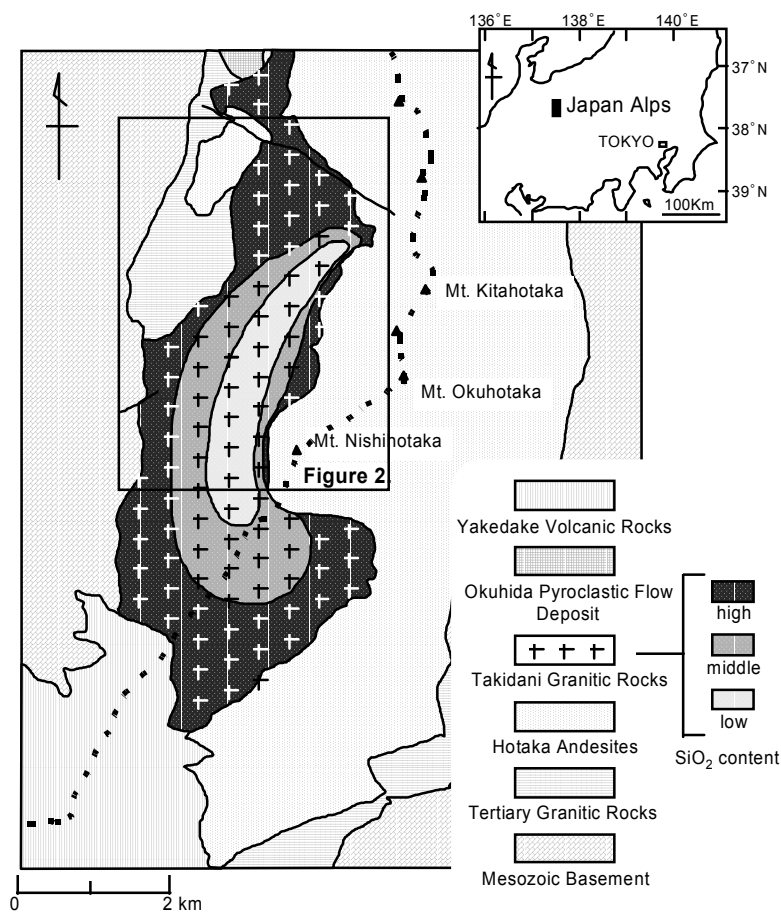 136°E
138°E
140°E
37°N
Japan Alps
38°N
TOKYO
39°N
100Km
Mt. Kitahotaka
Mt. Okuhotaka
Mt. Nishihotaka
Figure 2.
Yakedake Volcanic Rocks
Okuhida Pyroclastic Flow
Deposit
high
Takidani Granitic Rocks
middle
low
Hotaka Andesites
SiO₂ content
Tertiary Granitic Rocks
Mesozoic Basement
0
2 km